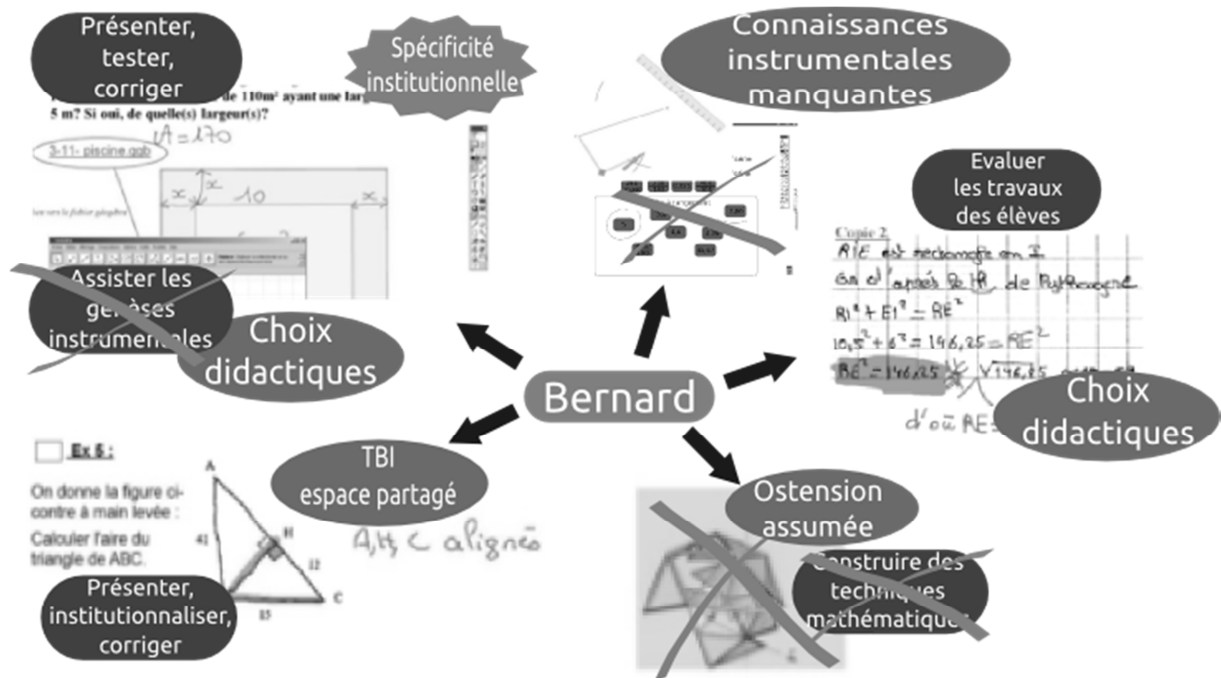 Présenter,
tester,
corriger
de 110m² ayant une larg
5 m? Si oui, de quelle(s) largeur(s)?
A=170
3-11- piscine ggb
x
x
10
x
Assister les
genèses
instrumentales
Choix
didactiques
Spécificité
institutionnelle
Connaissances
instrumentales
manquantes
Evaluer
les travaux
des élèves
Copie 2
RIE est rectangle en I
On d'après le th de Pythagore
RI² + EI² = RE²
10,5² + 6² = 146,25 = RE²
RE² = 146,25 √146,25
d'où RE=
Choix
didactiques
Bernard
TBI
espace partagé
Ex 5 :
On donne la figure ci-
contre à main levée :
Calculer l'aire du
triangle de ABC.
A
41
H
12
C
15
A,H,C alignés
Présenter,
institutionnaliser,
corriger
Ostension
assumée
Construire des
techniques
mathématiques